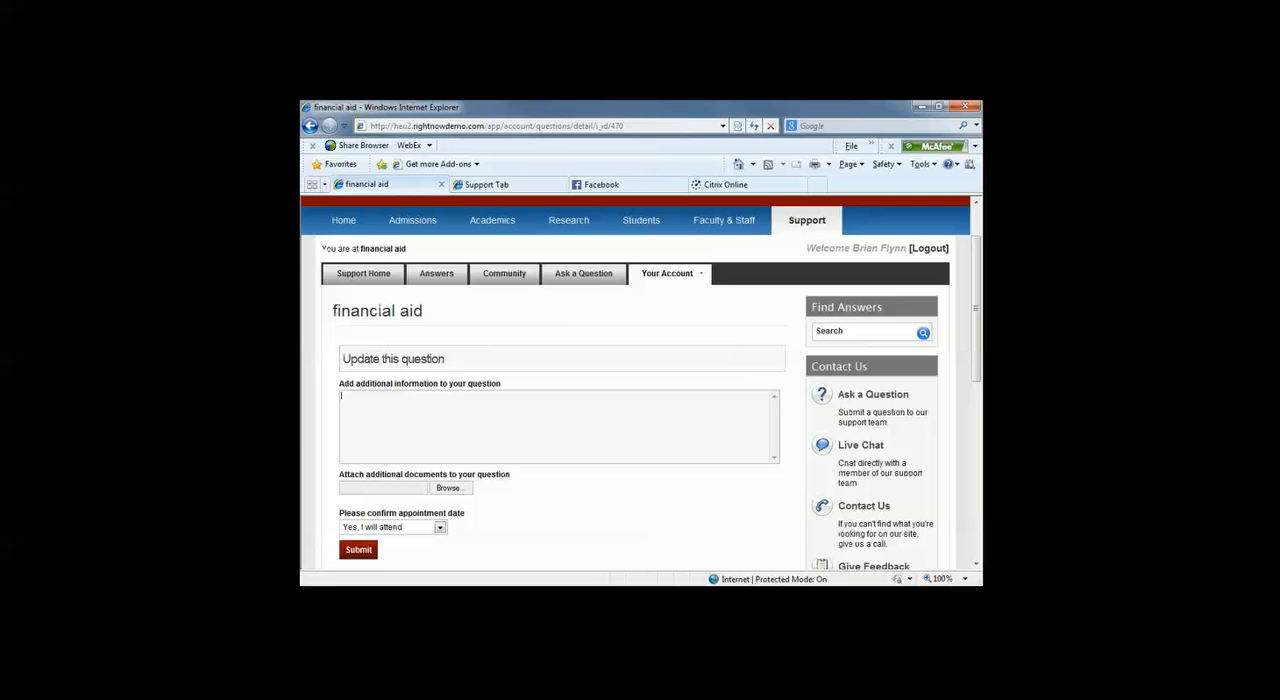 financial aid - Windows Internet Explorer
http://heu2.rightnowdemo.com/app/account/questions/detail/i_id/470
Google
x Share Browser WebEx File » x McAfee
Favorites Get more Add-ons Page Safety Tools
financial aid x Support Tab Facebook Citrix Online
Home Admissions Academics Research Students Faculty & Staff Support
You are at financial aid Welcome Brian Flynn [Logout]
Support Home Answers Community Ask a Question Your Account
financial aid
Update this question
Add additional information to your question
Attach additional documents to your question
Browse...
Please confirm appointment date
Yes, I will attend
Submit
Find Answers
Search
Contact Us
Ask a Question
Submit a question to our
support team.
Live Chat
Chat directly with a
member of our support
team
Contact Us
If you can't find what you're
looking for on our site,
give us a call.
Give Feedback
Internet | Protected Mode: On 100%